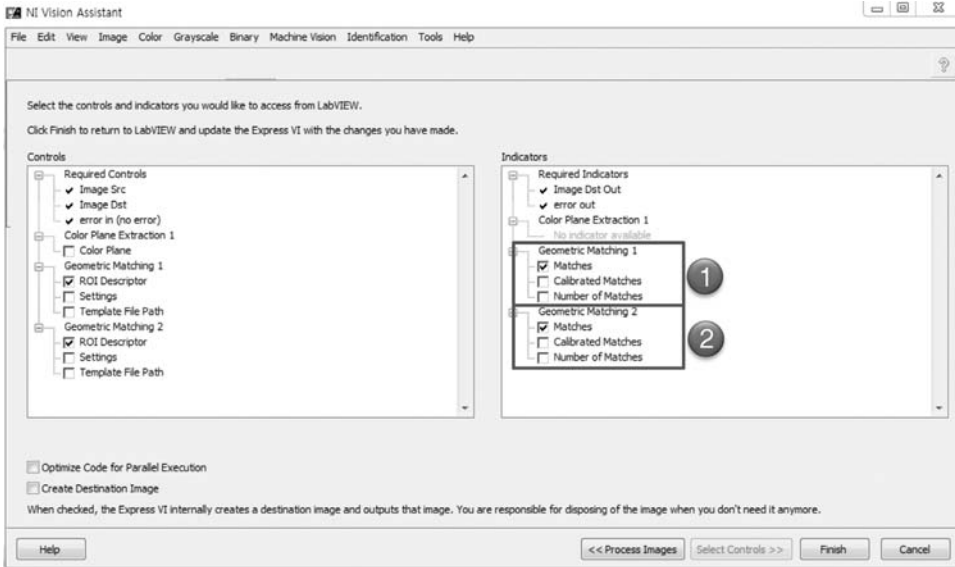 NI Vision Assistant
File Edit View Image Color Grayscale Binary Machine Vision Identification Tools Help
Select the controls and indicators you would like to access from LabVIEW.
Click Finish to return to LabVIEW and update the Express VI with the changes you have made.
Controls
Required Controls
Image Src
Image Dst
error in (no error)
Color Plane Extraction 1
Color Plane
Geometric Matching 1
ROI Descriptor
Settings
Template File Path
Geometric Matching 2
ROI Descriptor
Settings
Template File Path
Indicators
Required Indicators
Image Dst Out
error out
Color Plane Extraction 1
No indicator available
Geometric Matching 1
Matches
Calibrated Matches
Number of Matches
1
Geometric Matching 2
Matches
Calibrated Matches
Number of Matches
2
Optimize Code for Parallel Execution
Create Destination Image
When checked, the Express VI internally creates a destination image and outputs that image. You are responsible for disposing of the image when you don't need it anymore.
Help
<< Process Images
Select Controls >>
Finish
Cancel